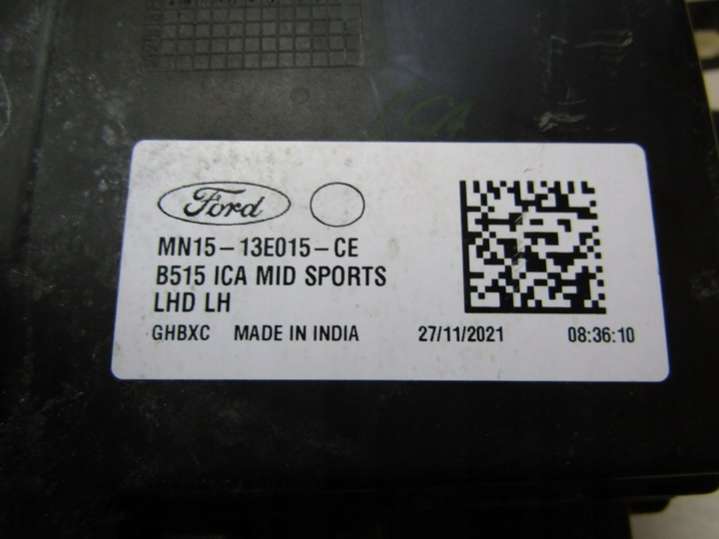 Ford
MN15-13E015-CE
B515 ICA MID SPORTS
LHD LH
GHBXC MADE IN INDIA 27/11/2021 08:36:10